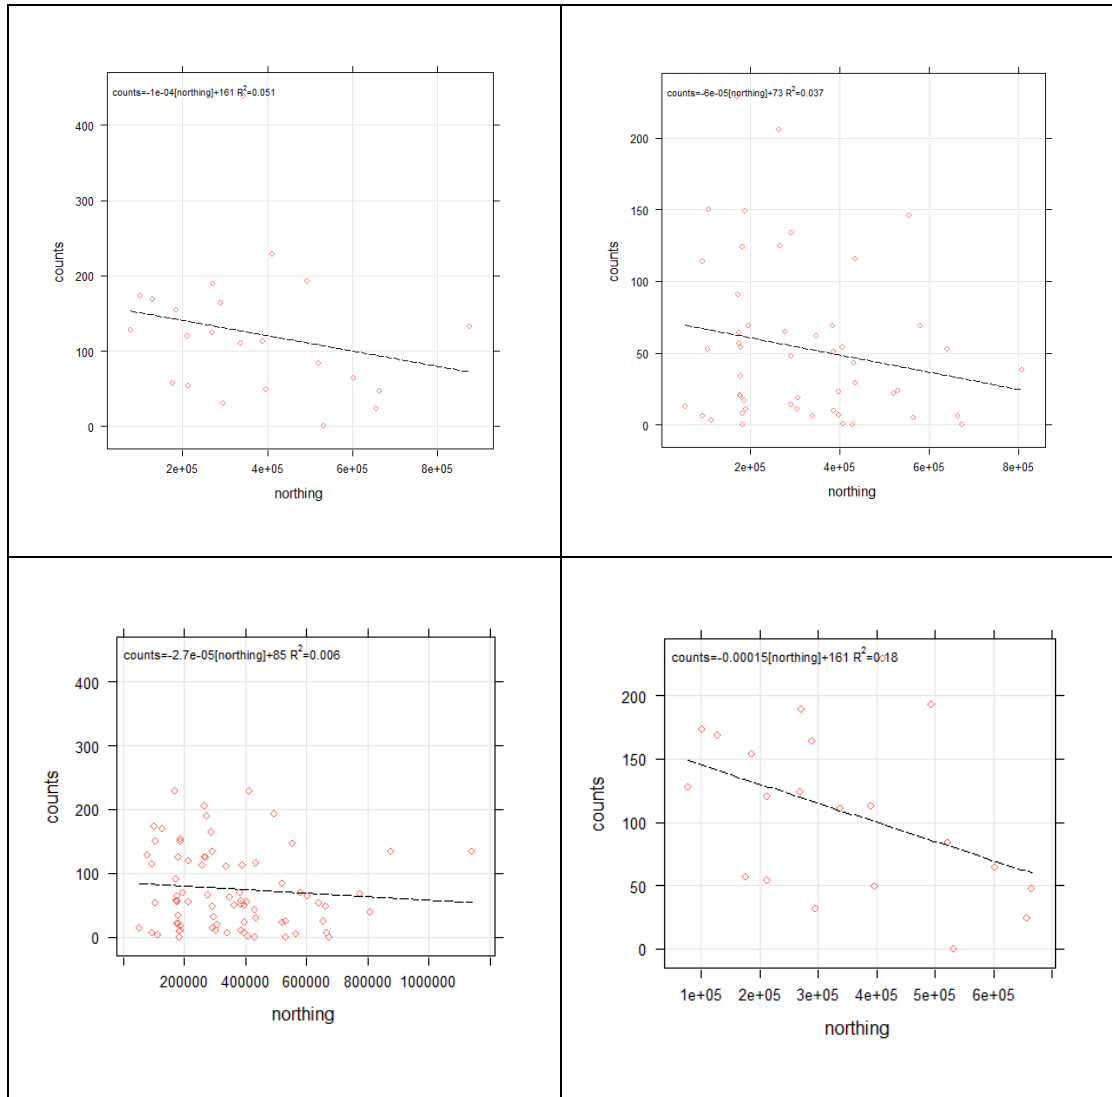 counts=-1e-04[northing]+161 R²=0.051
400
300
200
100
0
counts
2e+05 4e+05 6e+05 8e+05
northing
counts=-6e-05[northing]+73 R²=0.037
200
150
100
50
0
counts
2e+05 4e+05 6e+05 8e+05
northing
counts=-2.7e-05[northing]+85 R²=0.006
400
300
200
100
0
counts
200000 400000 600000 800000 1000000
northing
counts=-0.00015[northing]+161 R²=0.18
200
150
100
50
0
counts
1e+05 2e+05 3e+05 4e+05 5e+05 6e+05
northing